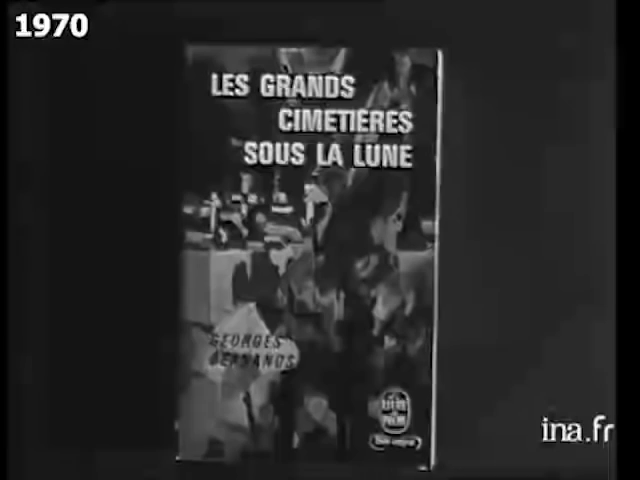 1970
LES GRANDS
CIMETIÈRES
SOUS LA LUNE
GEORGES
BERNANOS
ina.fr